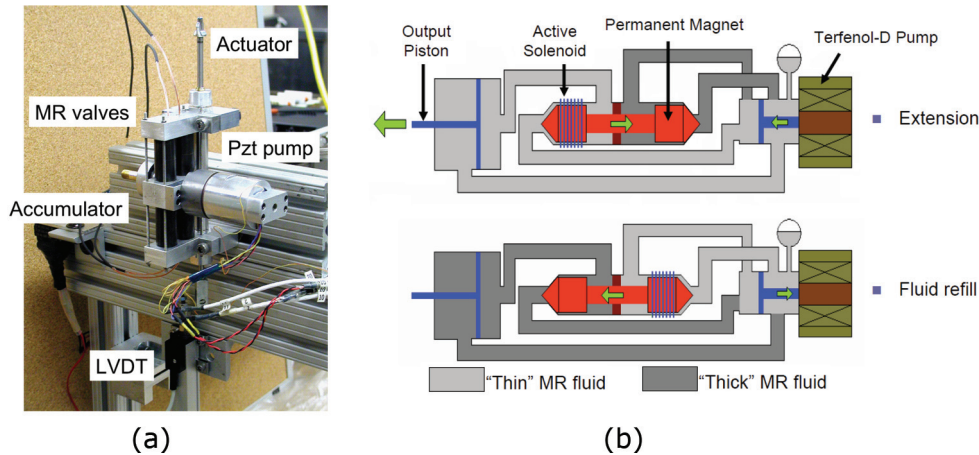 Actuator
MR valves
Pzt pump
Accumulator
LVDT
(a)
Output
Piston
Active
Solenoid
Permanent Magnet
Terfenol-D Pump
Extension
Fluid refill
"Thin" MR fluid
"Thick" MR fluid
(b)